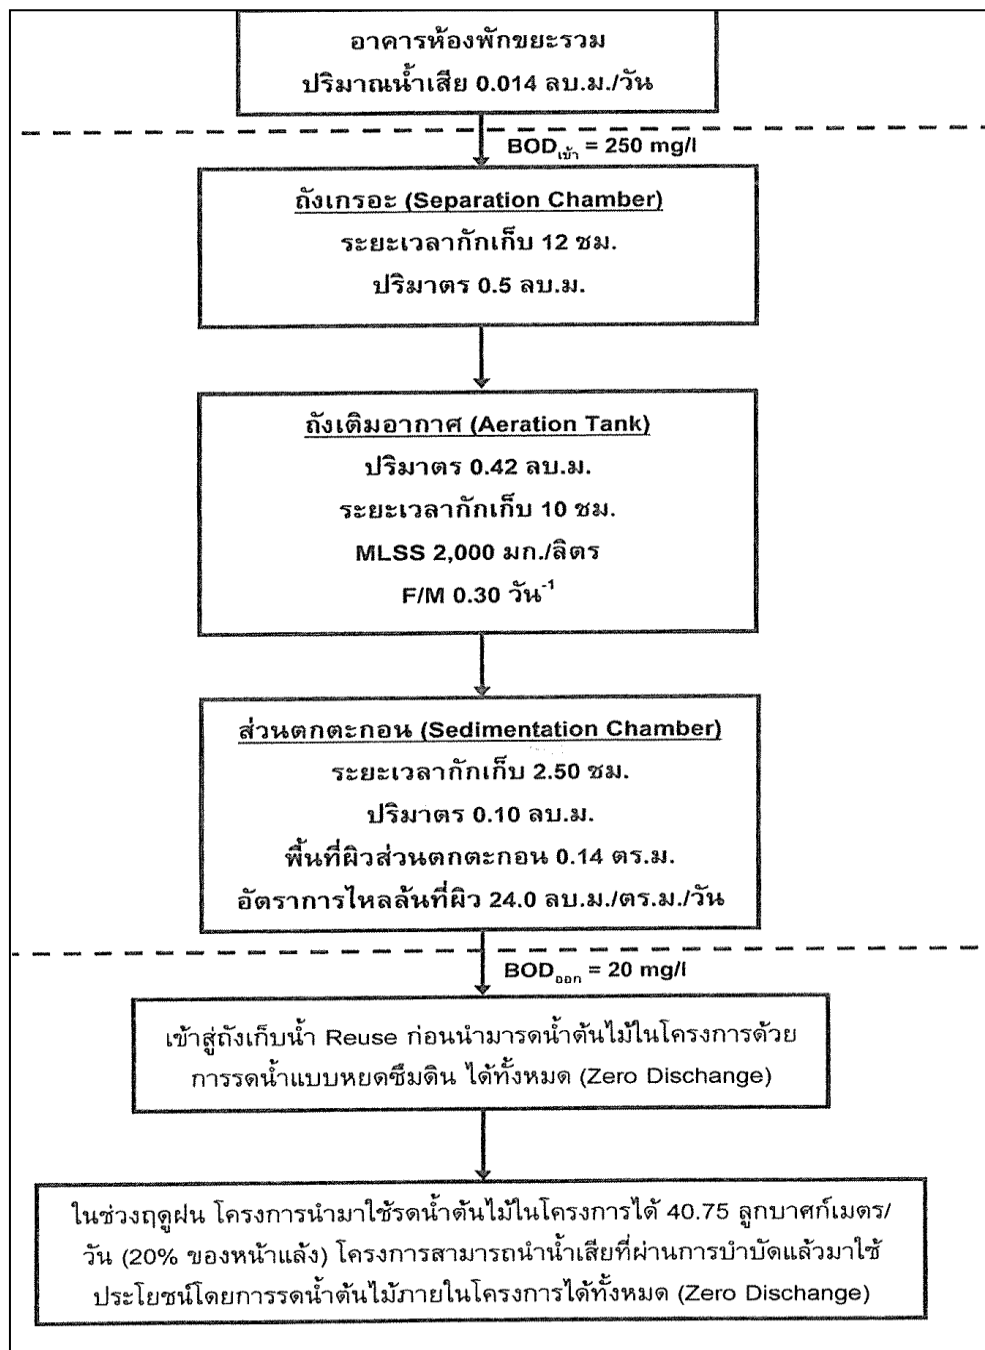 อาคารห้องพักขยะรวม
ปริมาณน้ำเสีย 0.014 ลบ.ม./วัน
BODเข้า = 250 mg/l
ถังเกรอะ (Separation Chamber)
ระยะเวลากักเก็บ 12 ชม.
ปริมาตร 0.5 ลบ.ม.
ถังเติมอากาศ (Aeration Tank)
ปริมาตร 0.42 ลบ.ม.
ระยะเวลากักเก็บ 10 ชม.
MLSS 2,000 มก./ลิตร
F/M 0.30 วัน⁻¹
ส่วนตกตะกอน (Sedimentation Chamber)
ระยะเวลากักเก็บ 2.50 ชม.
ปริมาตร 0.10 ลบ.ม.
พื้นที่ผิวส่วนตกตะกอน 0.14 ตร.ม.
อัตราการไหลล้นที่ผิว 24.0 ลบ.ม./ตร.ม./วัน
BODออก = 20 mg/l
เข้าสู่ถังเก็บน้ำ Reuse ก่อนนำมารดน้ำต้นไม้ในโครงการด้วย
การรดน้ำแบบหยดซึมดิน ได้ทั้งหมด (Zero Dischange)
ในช่วงฤดูฝน โครงการนำมาใช้รดน้ำต้นไม้ในโครงการได้ 40.75 ลูกบาศก์เมตร/
วัน (20% ของหน้าแล้ง) โครงการสามารถนำน้ำเสียที่ผ่านการบำบัดแล้วมาใช้
ประโยชน์โดยการรดน้ำต้นไม้ภายในโครงการได้ทั้งหมด (Zero Dischange)